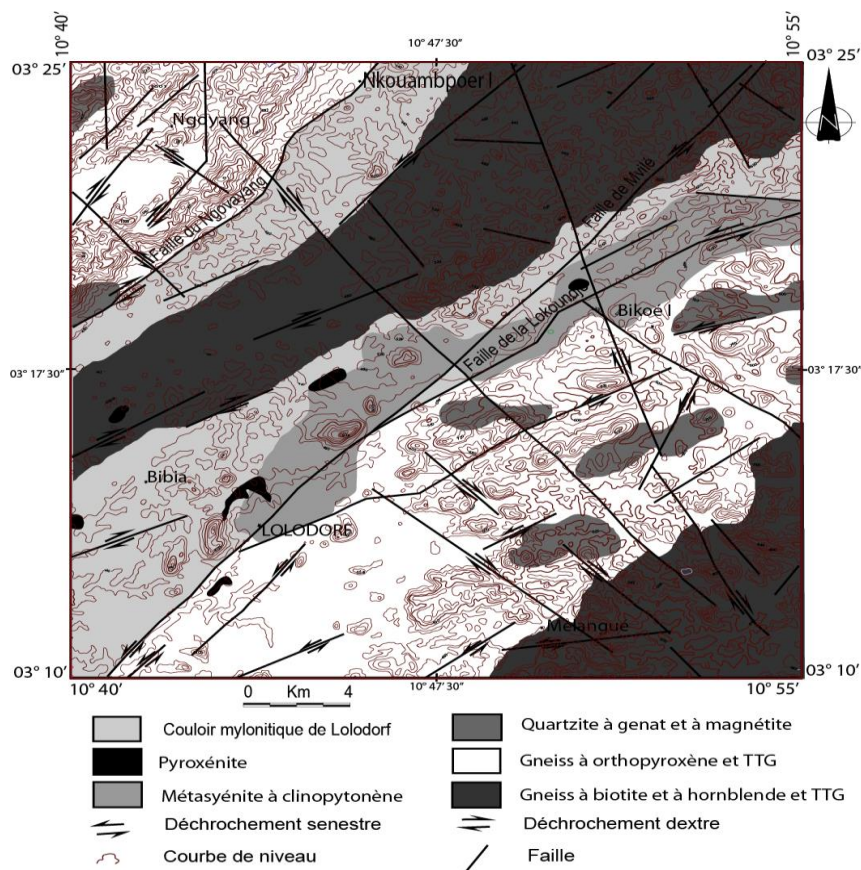 10° 40'
10° 47' 30"
10° 55'
03° 25'
03° 25'
Nkouambpoer I
Ngoyang
N
Faille du Ngovayang
Faille de Mvile
Bikoé I
Faille de la Lokoundje
03° 17'30"
03° 17'30"
Bibia
LOLODORF
Melangue
03° 10'
03° 10'
10° 40'
10° 47'30"
10° 55'
0 Km 4
Couloir mylonitique de Lolodorf
Quartzite à genat et à magnétite
Pyroxénite
Gneiss à orthopyroxène et TTG
Métasyénite à clinopytonène
Gneiss à biotite et à hornblende et TTG
Déchrochement senestre
Déchrochement dextre
Courbe de niveau
Faille